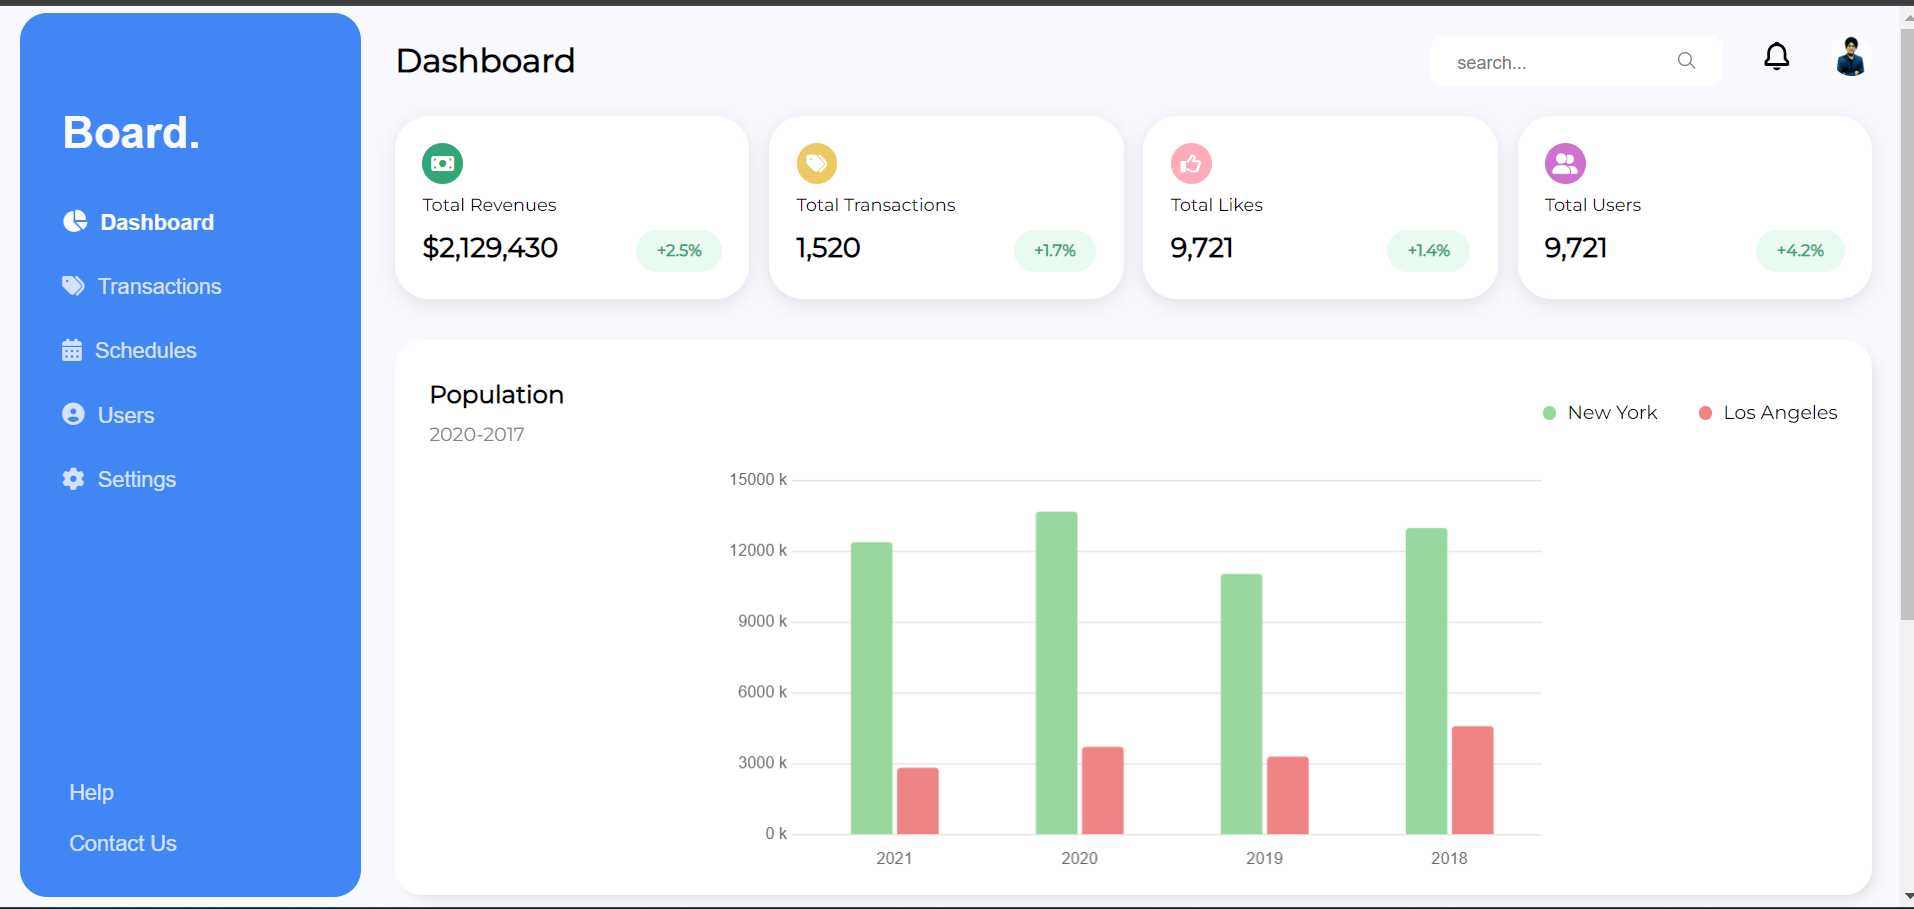 Board.
Dashboard
Transactions
Schedules
Users
Settings
Help
Contact Us
Dashboard
search...
Total Revenues
$2,129,430
+2.5%
Total Transactions
1,520
+1.7%
Total Likes
9,721
+1.4%
Total Users
9,721
+4.2%
Population
2020-2017
New York
Los Angeles
15000 k
12000 k
9000 k
6000 k
3000 k
0 k
2021
2020
2019
2018